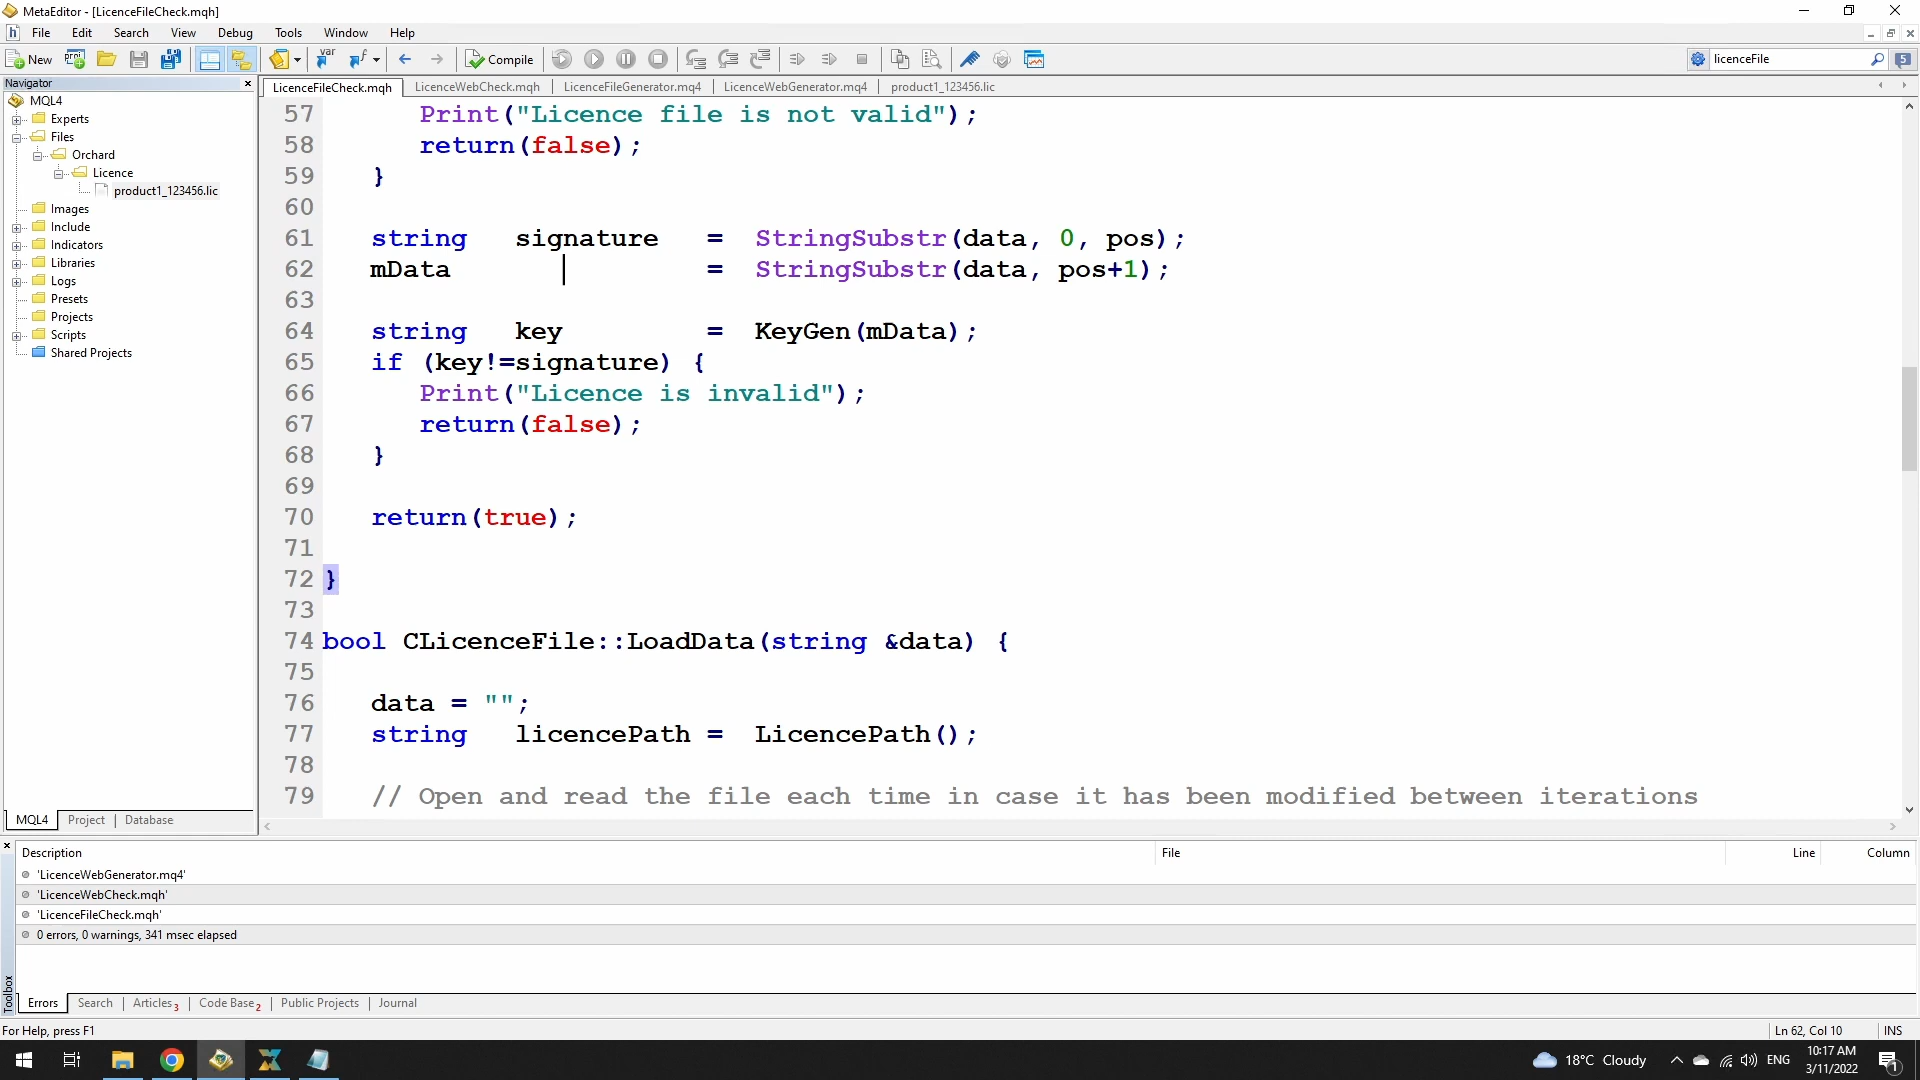 MetaEditor - [LicenceFileCheck.mqh]
File Edit Search View Debug Tools Window Help
New Compile licenceFile
Navigator
MQL4
Experts
Files
Orchard
Licence
product1_123456.lic
Images
Include
Indicators
Libraries
Logs
Presets
Projects
Scripts
Shared Projects
MQL4 Project Database
LicenceFileCheck.mqh LicenceWebCheck.mqh LicenceFileGenerator.mq4 LicenceWebGenerator.mq4 product1_123456.lic
57 Print("Licence file is not valid");
58 return(false);
59 }
60
61 string signature = StringSubstr(data, 0, pos);
62 mData = StringSubstr(data, pos+1);
63
64 string key = KeyGen(mData);
65 if (key!=signature) {
66 Print("Licence is invalid");
67 return(false);
68 }
69
70 return(true);
71
72 }
73
74 bool CLicenceFile::LoadData(string &data) {
75
76 data = "";
77 string licencePath = LicencePath();
78
79 // Open and read the file each time in case it has been modified between iterations
Description File Line Column
'LicenceWebGenerator.mq4'
'LicenceWebCheck.mqh'
'LicenceFileCheck.mqh'
0 errors, 0 warnings, 341 msec elapsed
Toolbox
Errors Search Articles 3 Code Base 2 Public Projects Journal
For Help, press F1 Ln 62, Col 10 INS
18°C Cloudy ENG 10:17 AM
3/11/2022